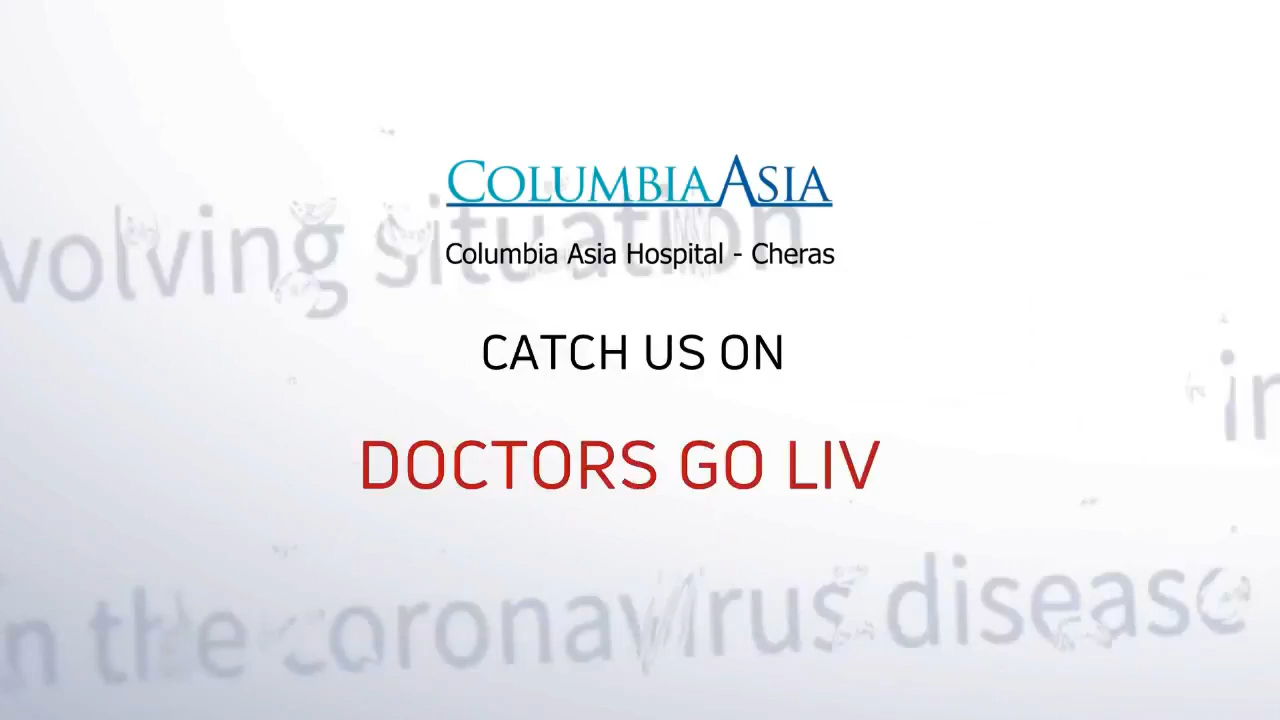 COLUMBIA ASIA
volving situation
Columbia Asia Hospital - Cheras
CATCH US ON
in
DOCTORS GO LIV
n the coronavirus disease